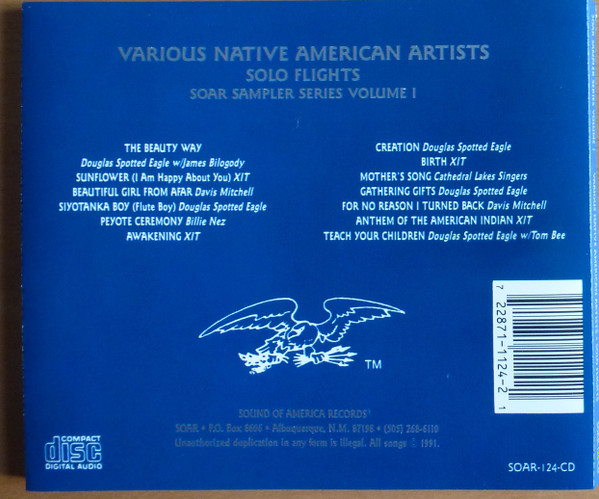 VARIOUS NATIVE AMERICAN ARTISTS
SOLO FLIGHTS
SOAR SAMPLER SERIES VOLUME I
THE BEAUTY WAY
Douglas Spotted Eagle w/James Bilogody
SUNFLOWER (I Am Happy About You) XIT
BEAUTIFUL GIRL FROM AFAR Davis Mitchell
SIYOTANKA BOY (Flute Boy) Douglas Spotted Eagle
PEYOTE CEREMONY Billie Nez
AWAKENING XIT
CREATION Douglas Spotted Eagle
BIRTH XIT
MOTHER'S SONG Cathedral Lakes Singers
GATHERING GIFTS Douglas Spotted Eagle
FOR NO REASON I TURNED BACK Davis Mitchell
ANTHEM OF THE AMERICAN INDIAN XIT
TEACH YOUR CHILDREN Douglas Spotted Eagle w/Tom Bee
TM
7 22871-1124-2 1
SOUND OF AMERICA RECORDS®
SOAR • P.O. Box 8606 • Albuquerque, N.M. 87198 • (505) 268-6110
Unauthorized duplication in any form is illegal. All songs © 1991.
COMPACT
disc
DIGITAL AUDIO
SOAR-124-CD